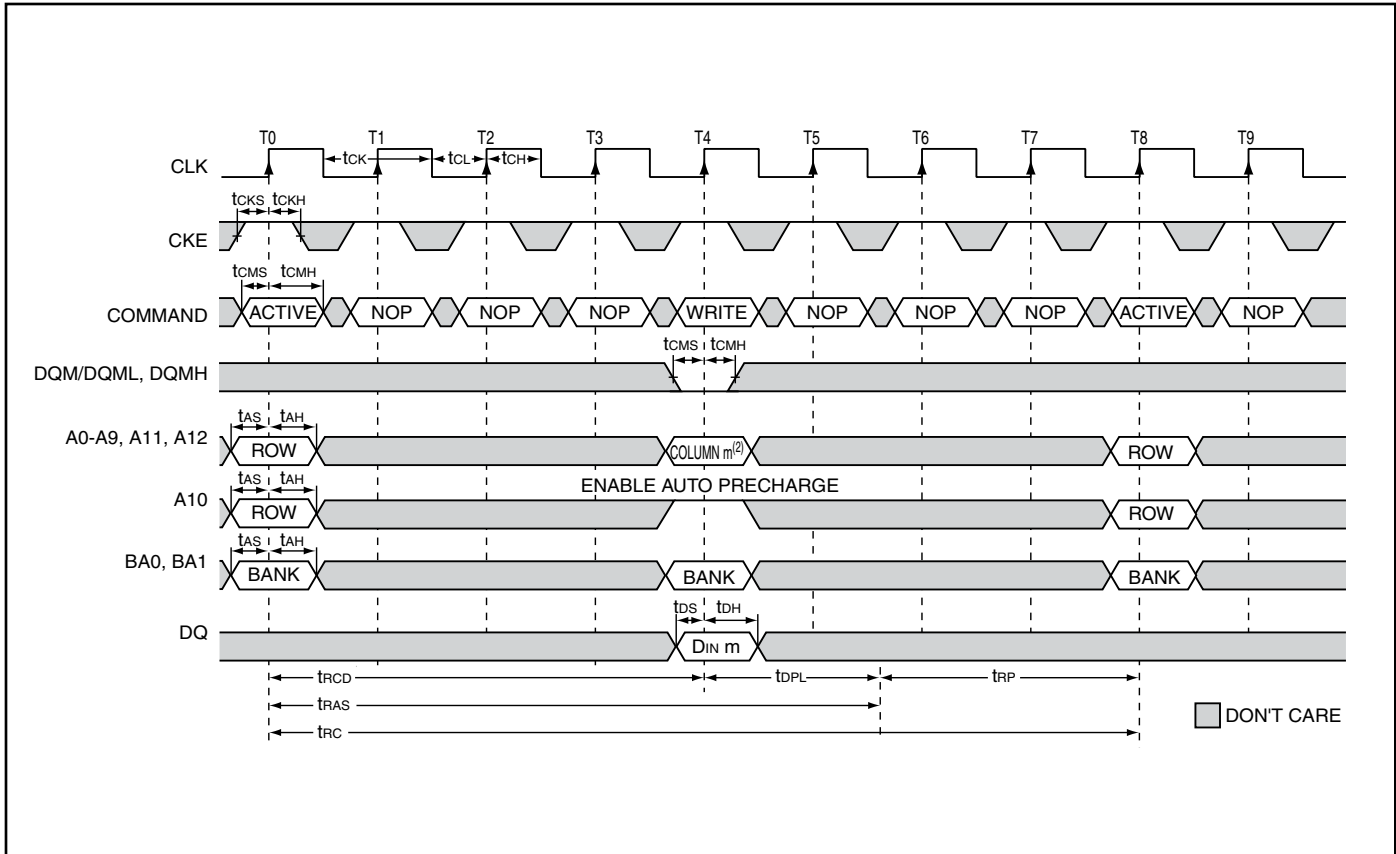 T0 T1 T2 T3 T4 T5 T6 T7 T8 T9
CLK tCK tCL tCH
tCKS tCKH
CKE
tCMS tCMH
COMMAND ACTIVE NOP NOP NOP WRITE NOP NOP NOP ACTIVE NOP
tCMS tCMH
DQM/DQML, DQMH
tAS tAH
A0-A9, A11, A12 ROW COLUMN m(2) ROW
tAS tAH ENABLE AUTO PRECHARGE
A10 ROW ROW
tAS tAH
BA0, BA1 BANK BANK BANK
tDS tDH
DQ DIN m
tRCD tDPL tRP
tRAS
DON'T CARE
tRC